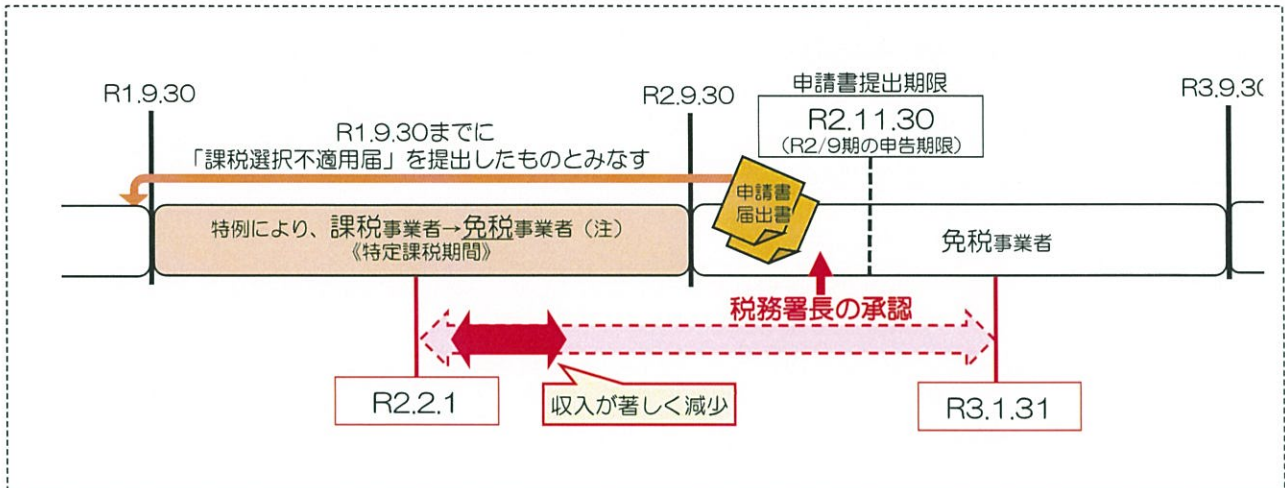 R1.9.30
R2.9.30
申請書提出期限
R2.11.30
(R2/9期の申告期限)
R3.9.30
R1.9.30までに
「課税選択不適用届」を提出したものとみなす
申請書
届出書
特例により、課税事業者→免税事業者（注）
《特定課税期間》
免税事業者
税務署長の承認
R2.2.1
収入が著しく減少
R3.1.31